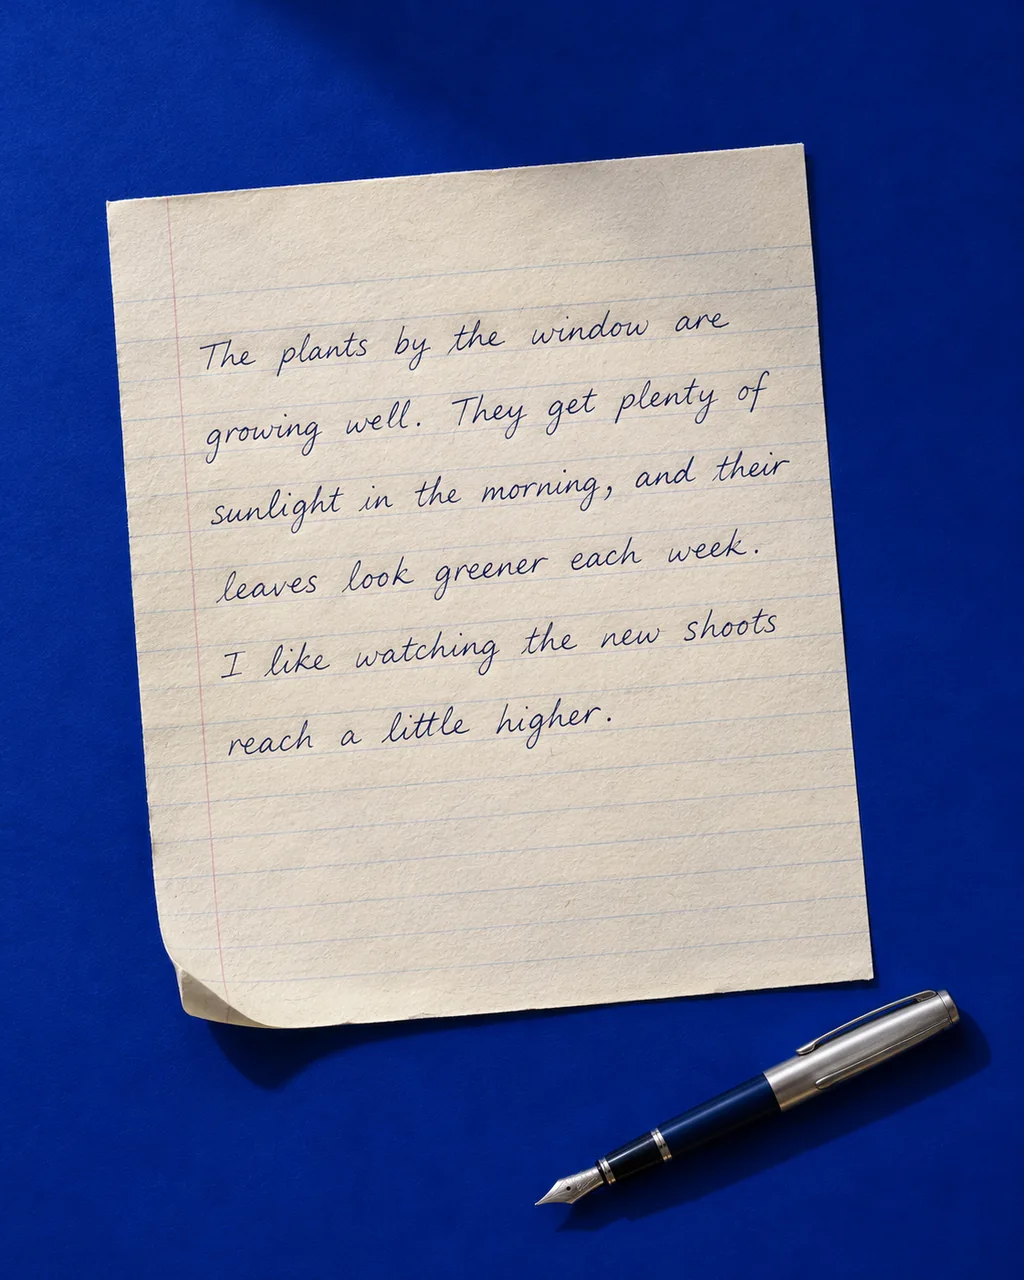 The plants by the window are
growing well. They get plenty of
sunlight in the morning, and their
leaves look greener each week.
I like watching the new shoots
reach a little higher.